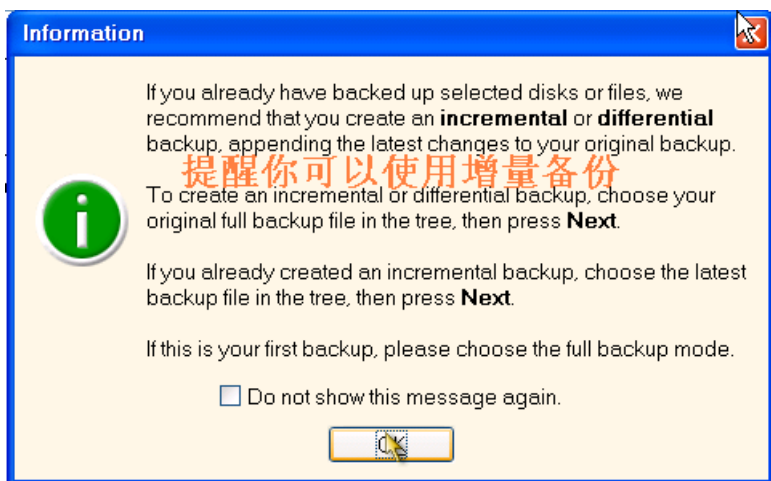 Information
If you already have backed up selected disks or files, we
recommend that you create an incremental or differential
backup, appending the latest changes to your original backup.
提醒你可以使用增量备份
To create an incremental or differential backup, choose your
original full backup file in the tree, then press Next.
If you already created an incremental backup, choose the latest
backup file in the tree, then press Next.
If this is your first backup, please choose the full backup mode.
Do not show this message again.
OK